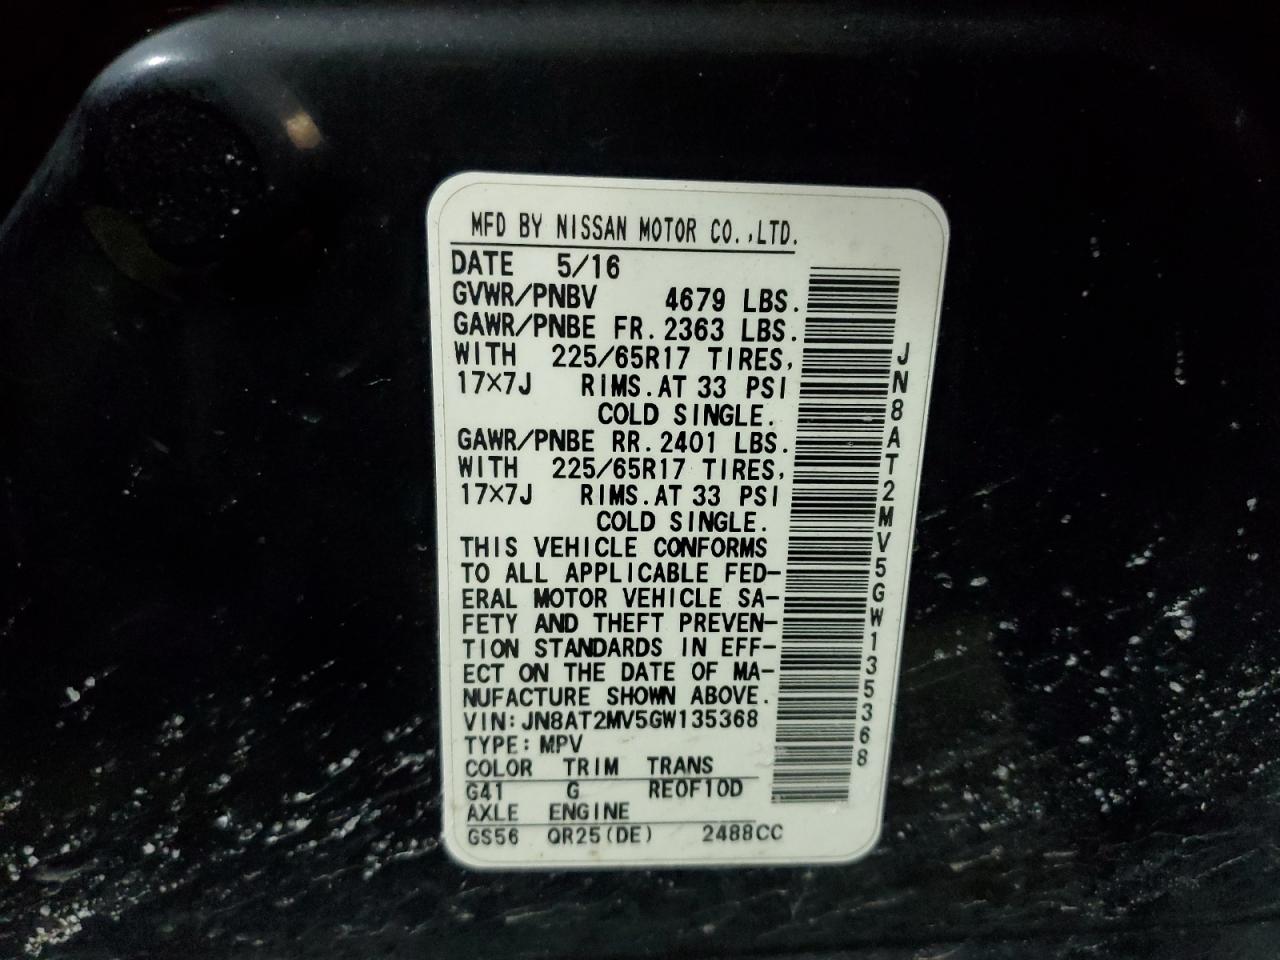 MFD BY NISSAN MOTOR CO.,LTD.
DATE 5/16
GVWR/PNBV 4679 LBS.
GAWR/PNBE FR. 2363 LBS.
WITH 225/65R17 TIRES,
17×7J RIMS. AT 33 PSI
COLD SINGLE.
GAWR/PNBE RR. 2401 LBS.
WITH 225/65R17 TIRES,
17×7J RIMS. AT 33 PSI
COLD SINGLE.
THIS VEHICLE CONFORMS
TO ALL APPLICABLE FED-
ERAL MOTOR VEHICLE SA-
FETY AND THEFT PREVEN-
TION STANDARDS IN EFF-
ECT ON THE DATE OF MA-
NUFACTURE SHOWN ABOVE.
VIN: JN8AT2MV5GW135368
TYPE: MPV
COLOR TRIM TRANS
G41 G RE0F10D
AXLE ENGINE
GS56 QR25(DE) 2488CC
JN8AT2MV5GW135368